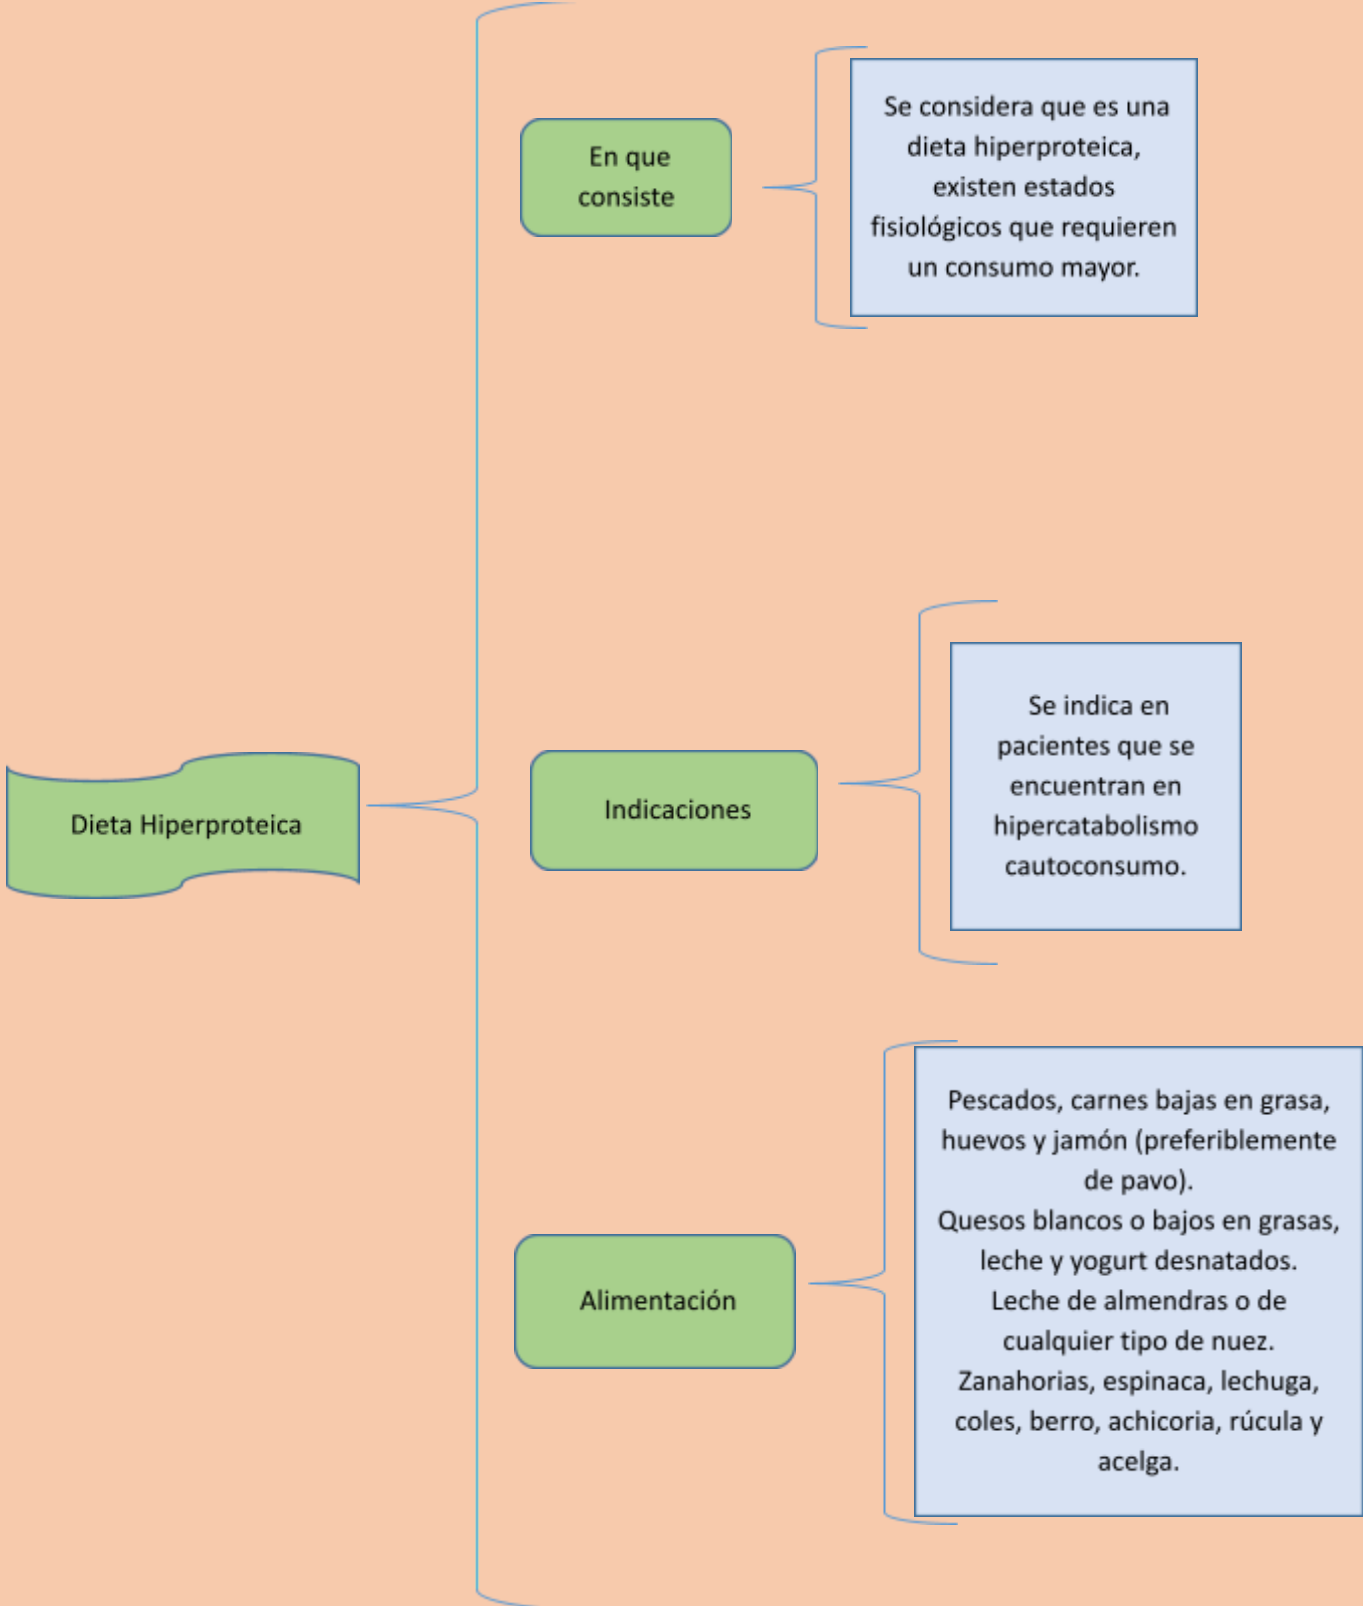 En que
consiste
Se considera que es una
dieta hiperproteica,
existen estados
fisiológicos que requieren
un consumo mayor.
Dieta Hiperproteica
Indicaciones
Se indica en
pacientes que se
encuentran en
hipercatabolismo
cautoconsumo.
Alimentación
Pescados, carnes bajas en grasa,
huevos y jamón (preferiblemente
de pavo).
Quesos blancos o bajos en grasas,
leche y yogurt desnatados.
Leche de almendras o de
cualquier tipo de nuez.
Zanahorias, espinaca, lechuga,
coles, berro, achicoria, rúcula y
acelga.